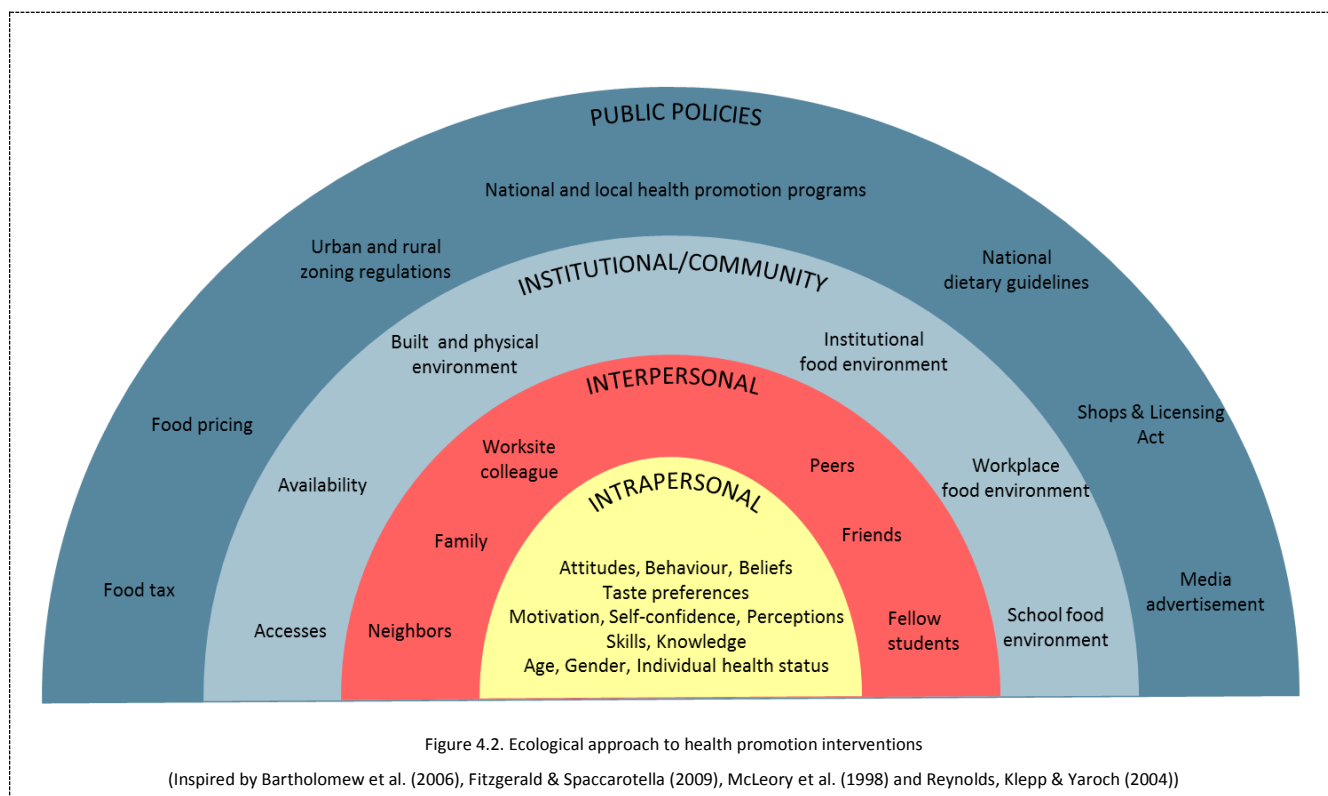 PUBLIC POLICIES
National and local health promotion programs
Urban and rural
zoning regulations
National
dietary guidelines
Food pricing
Shops & Licensing
Act
Food tax
Media
advertisement
INSTITUTIONAL/COMMUNITY
Built and physical
environment
Institutional
food environment
Availability
Workplace
food environment
Accesses
School food
environment
INTERPERSONAL
Worksite
colleague
Peers
Family
Friends
Neighbors
Fellow
students
INTRAPERSONAL
Attitudes, Behaviour, Beliefs
Taste preferences
Motivation, Self-confidence, Perceptions
Skills, Knowledge
Age, Gender, Individual health status
Figure 4.2. Ecological approach to health promotion interventions
(Inspired by Bartholomew et al. (2006), Fitzgerald & Spaccarotella (2009), McLeory et al. (1998) and Reynolds, Klepp & Yaroch (2004))